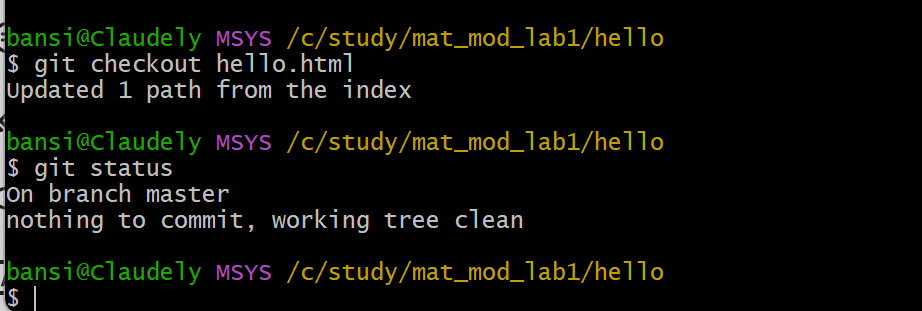 bansi@Claudely MSYS /c/study/mat_mod_lab1/hello
$ git checkout hello.html
Updated 1 path from the index
bansi@Claudely MSYS /c/study/mat_mod_lab1/hello
$ git status
On branch master
nothing to commit, working tree clean
bansi@Claudely MSYS /c/study/mat_mod_lab1/hello
$